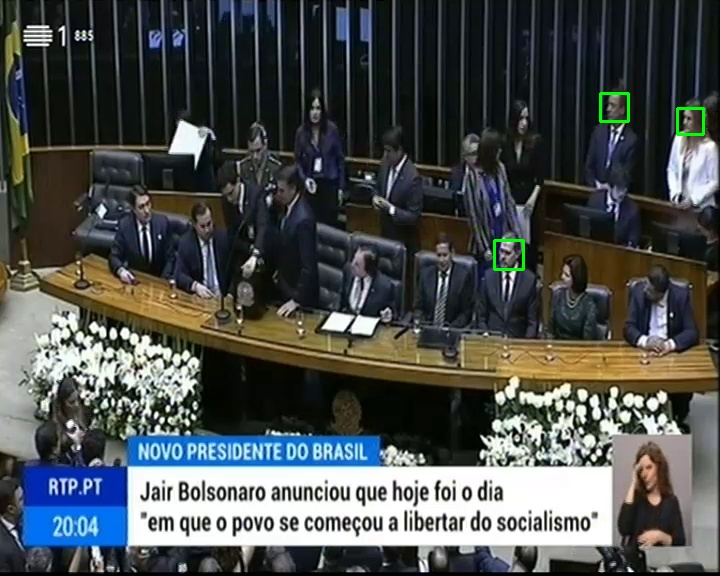 1 885
NOVO PRESIDENTE DO BRASIL
RTP.PT
Jair Bolsonaro anunciou que hoje foi o dia
20:04
"em que o povo se começou a libertar do socialismo"